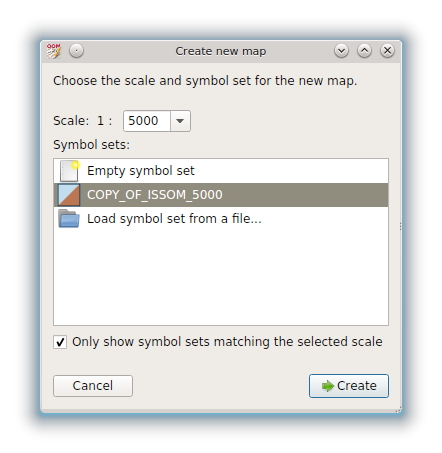 Create new map
Choose the scale and symbol set for the new map.
Scale: 1 : 5000
Symbol sets:
Empty symbol set
COPY_OF_ISSOM_5000
Load symbol set from a file...
Only show symbol sets matching the selected scale
Cancel Create